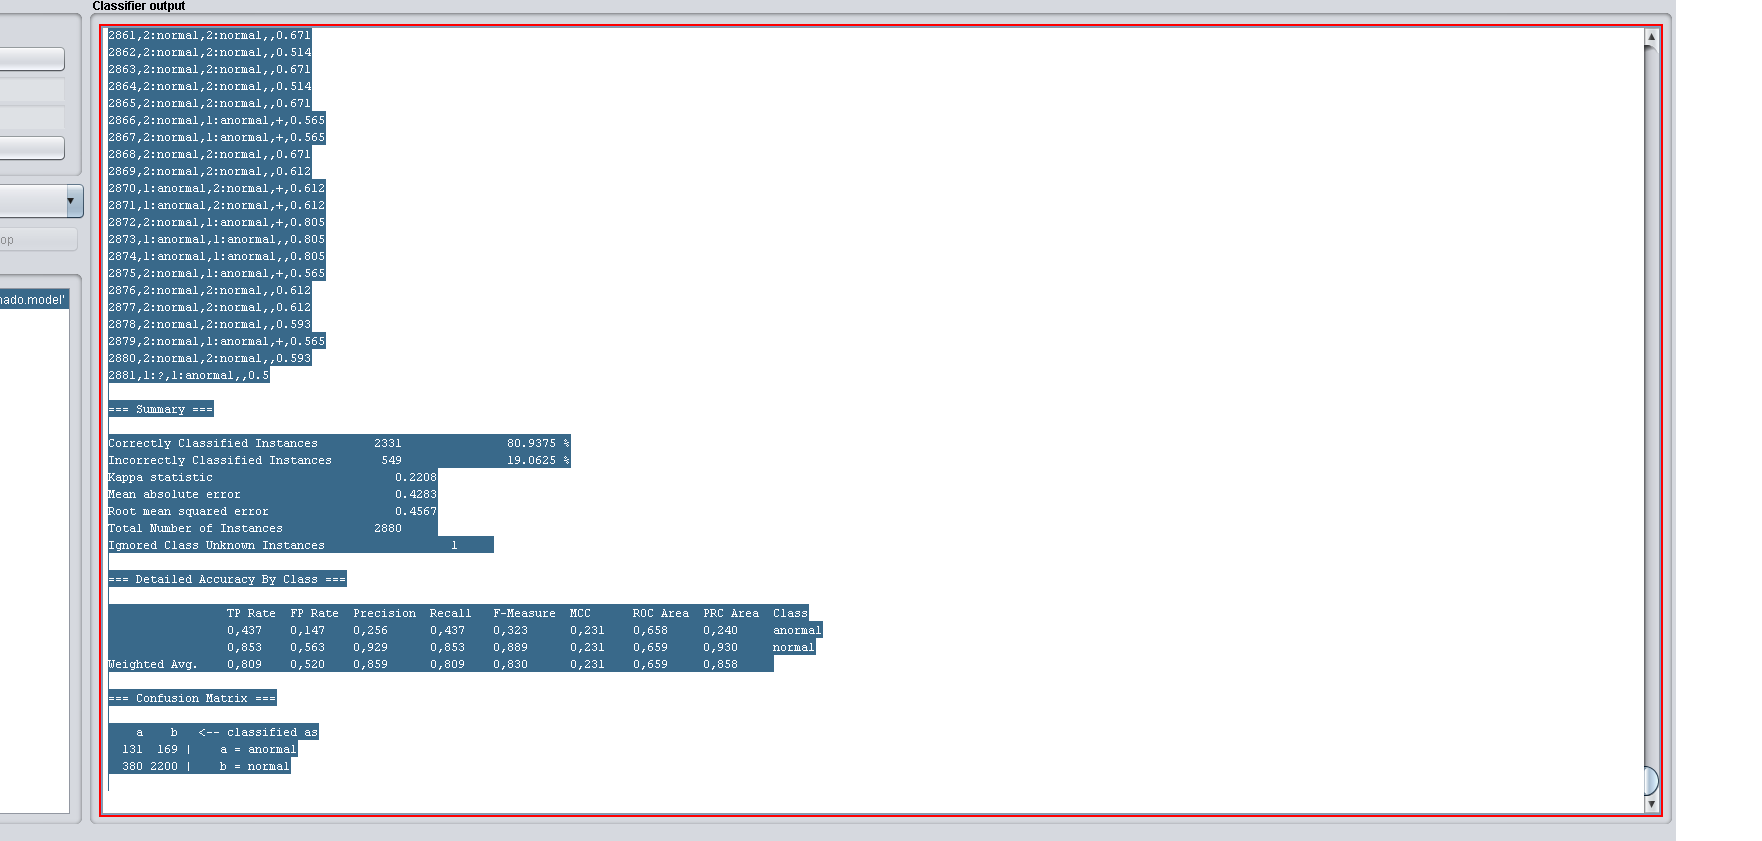 Classifier output
2861,2:normal,2:normal,,0.671
2862,2:normal,2:normal,,0.514
2863,2:normal,2:normal,,0.671
2864,2:normal,2:normal,,0.514
2865,2:normal,2:normal,,0.671
2866,2:normal,1:anormal,+,0.565
2867,2:normal,1:anormal,+,0.565
2868,2:normal,2:normal,,0.671
2869,2:normal,2:normal,,0.612
2870,1:anormal,2:normal,+,0.612
2871,1:anormal,2:normal,+,0.612
2872,2:normal,1:anormal,+,0.805
2873,1:anormal,1:anormal,,0.805
2874,1:anormal,1:anormal,,0.805
2875,2:normal,1:anormal,+,0.565
2876,2:normal,2:normal,,0.612
2877,2:normal,2:normal,,0.612
2878,2:normal,2:normal,,0.593
2879,2:normal,1:anormal,+,0.565
2880,2:normal,2:normal,,0.593
2881,1:?,1:anormal,,0.5
=== Summary ===
Correctly Classified Instances 2331 80.9375 %
Incorrectly Classified Instances 549 19.0625 %
Kappa statistic 0.2208
Mean absolute error 0.4283
Root mean squared error 0.4567
Total Number of Instances 2880
Ignored Class Unknown Instances 1
=== Detailed Accuracy By Class ===
TP Rate FP Rate Precision Recall F-Measure MCC ROC Area PRC Area Class
0,437 0,147 0,256 0,437 0,323 0,231 0,658 0,240 anormal
0,853 0,563 0,929 0,853 0,889 0,231 0,659 0,930 normal
Weighted Avg. 0,809 0,520 0,859 0,809 0,830 0,231 0,659 0,858
=== Confusion Matrix ===
a b <-- classified as
131 169 | a = anormal
380 2200 | b = normal
op
nado.model'